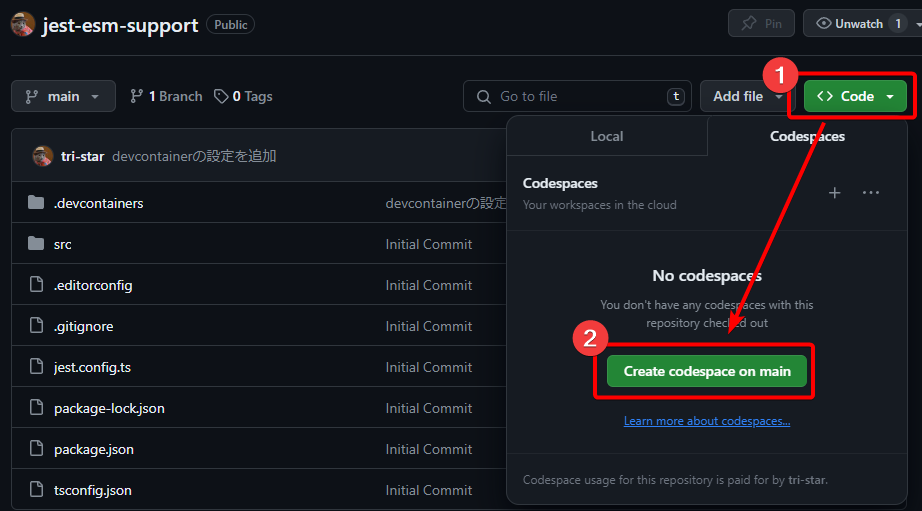 jest-esm-support Public
Pin Unwatch 1
main 1 Branch 0 Tags Go to file t Add file 1 Code
tri-star devcontainerの設定を追加
.devcontainers devcontainerの設定
src Initial Commit
.editorconfig Initial Commit
.gitignore Initial Commit
jest.config.ts Initial Commit
package-lock.json Initial Commit
package.json Initial Commit
tsconfig.json Initial Commit
Local Codespaces
Codespaces
Your workspaces in the cloud
No codespaces
You don't have any codespaces with this
repository checked out
2
Create codespace on main
Learn more about codespaces...
Codespace usage for this repository is paid for by tri-star.